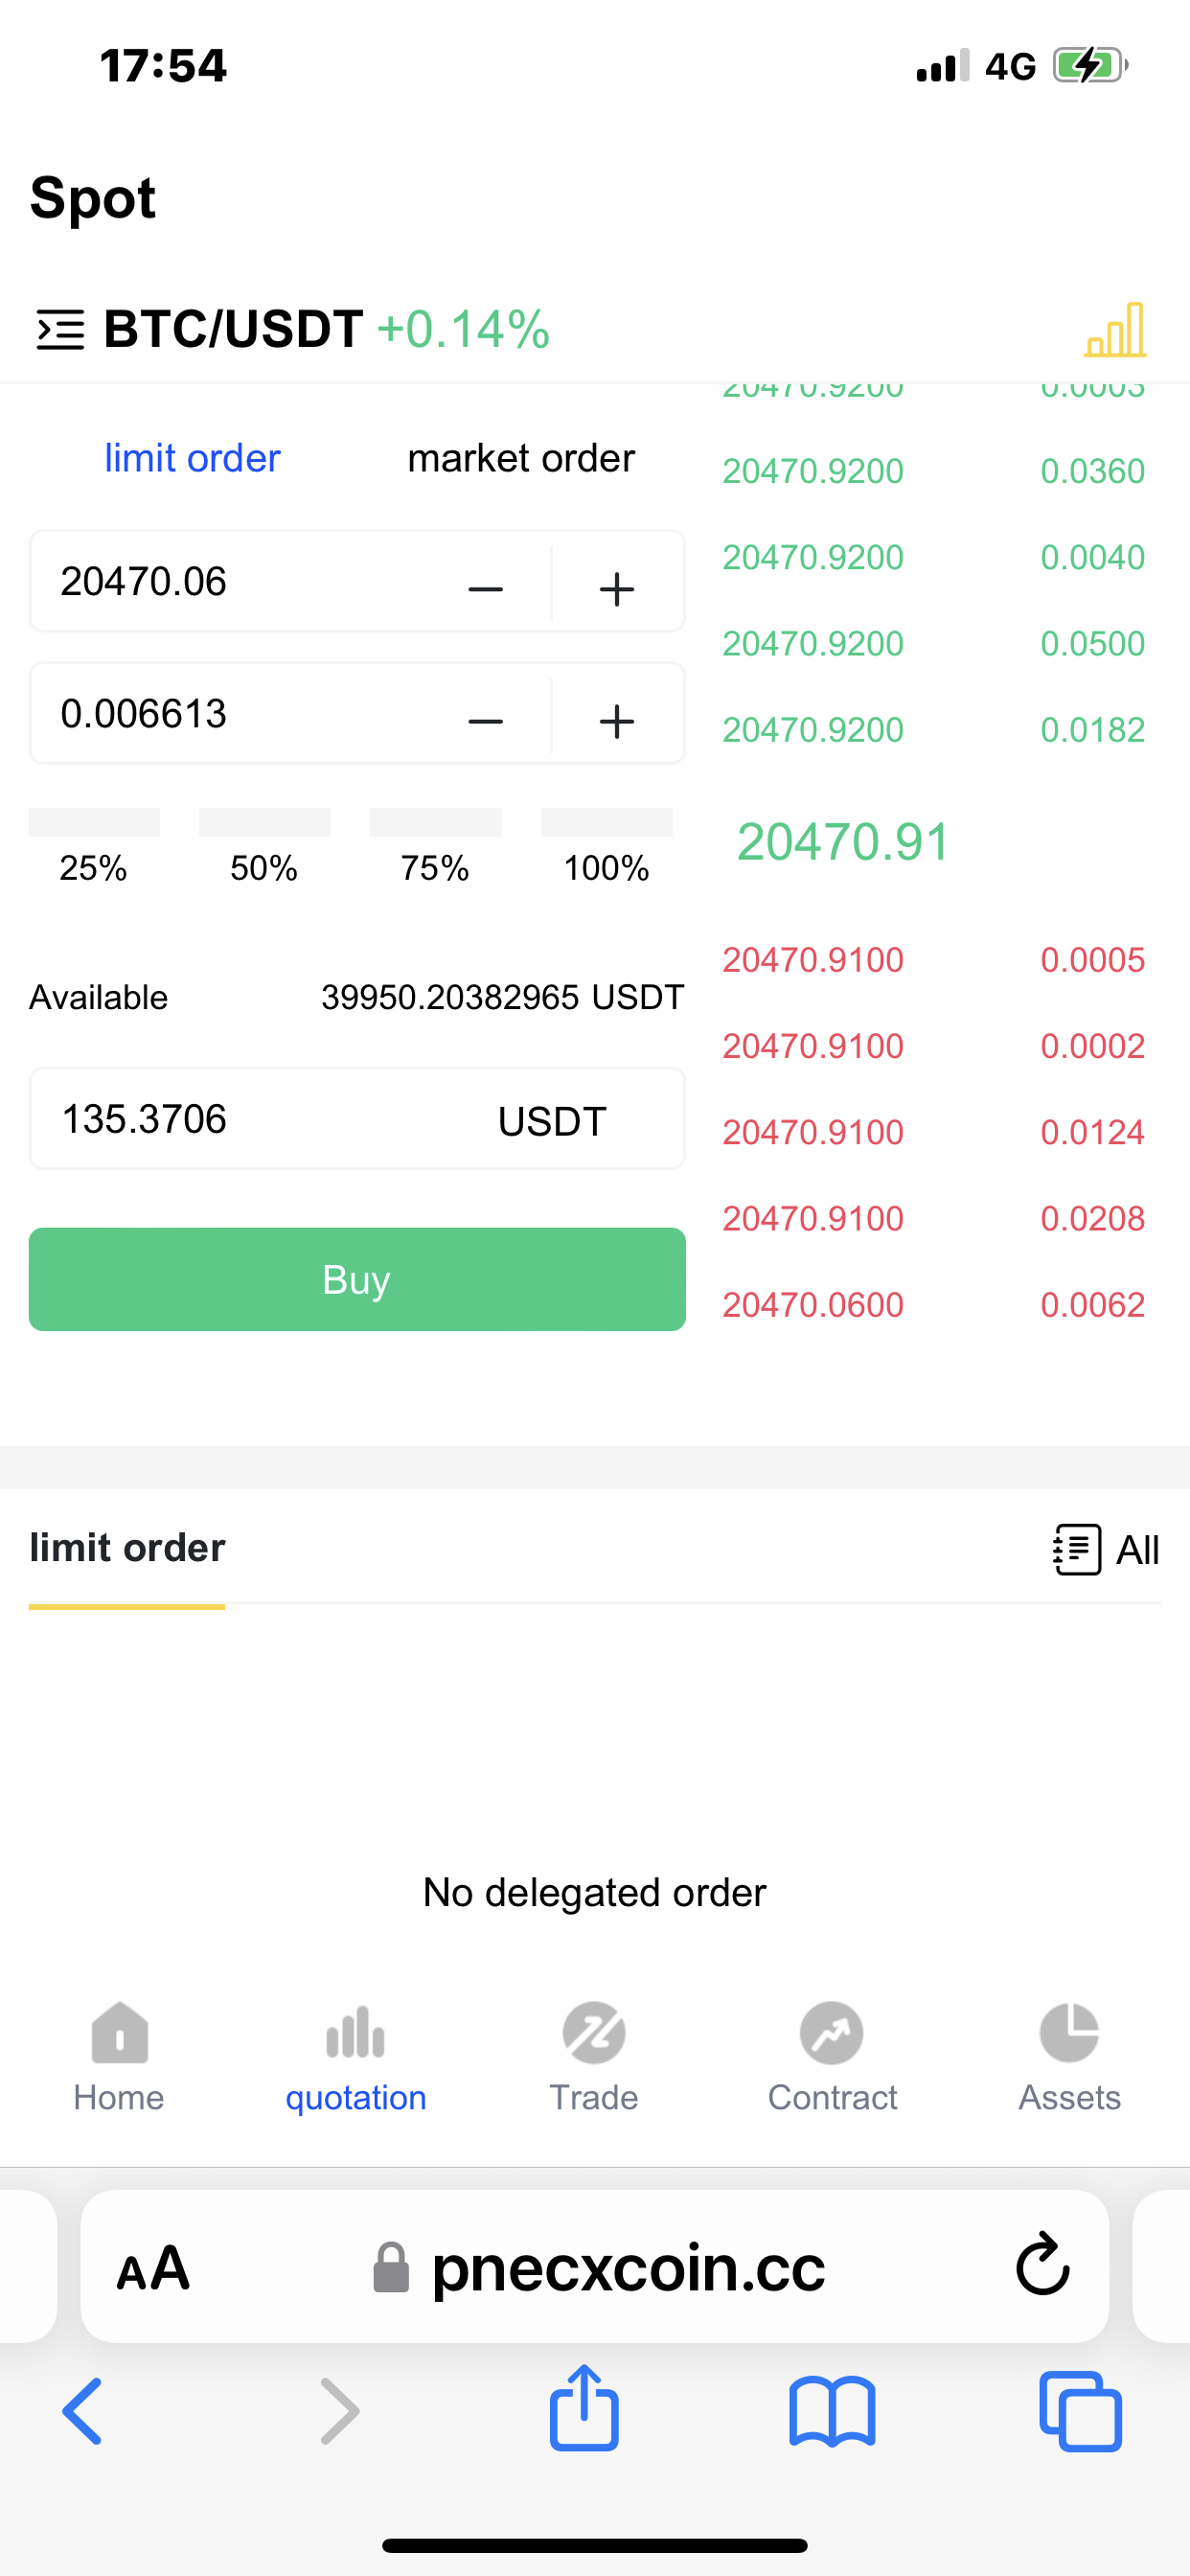 17:54
4G
Spot
BTC/USDT +0.14%
20470.9200 0.0003
limit order
market order
20470.9200 0.0360
20470.9200 0.0040
20470.9200 0.0500
20470.9200 0.0182
20470.06
0.006613
25%
50%
75%
100%
20470.91
Available
39950.20382965 USDT
20470.9100 0.0005
20470.9100 0.0002
20470.9100 0.0124
20470.9100 0.0208
20470.0600 0.0062
135.3706
USDT
Buy
limit order
All
No delegated order
Home
quotation
Trade
Contract
Assets
AA
pnecxcoin.cc